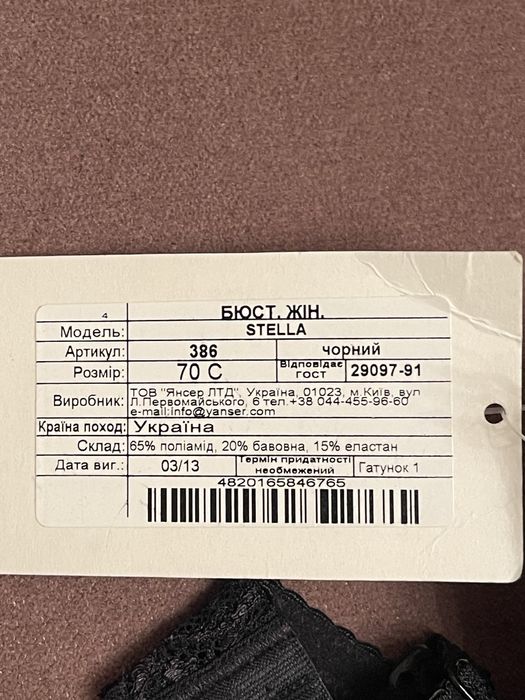 4 БЮСТ. ЖІН.
Модель: STELLA
Артикул: 386 чорний
Розмір: 70 С Відповідає ГОСТ 29097-91
Виробник: ТОВ "Янсер ЛТД", Україна, 01023, м.Київ, вул
Л.Первомайського, 6 тел.+38 044-455-96-60
e-mail:info@yanser.com
Країна поход: Україна
Склад: 65% поліамід, 20% бавовна, 15% еластан
Дата виг.: 03/13 Термін придатності необмежений Гатунок 1
4820165846765